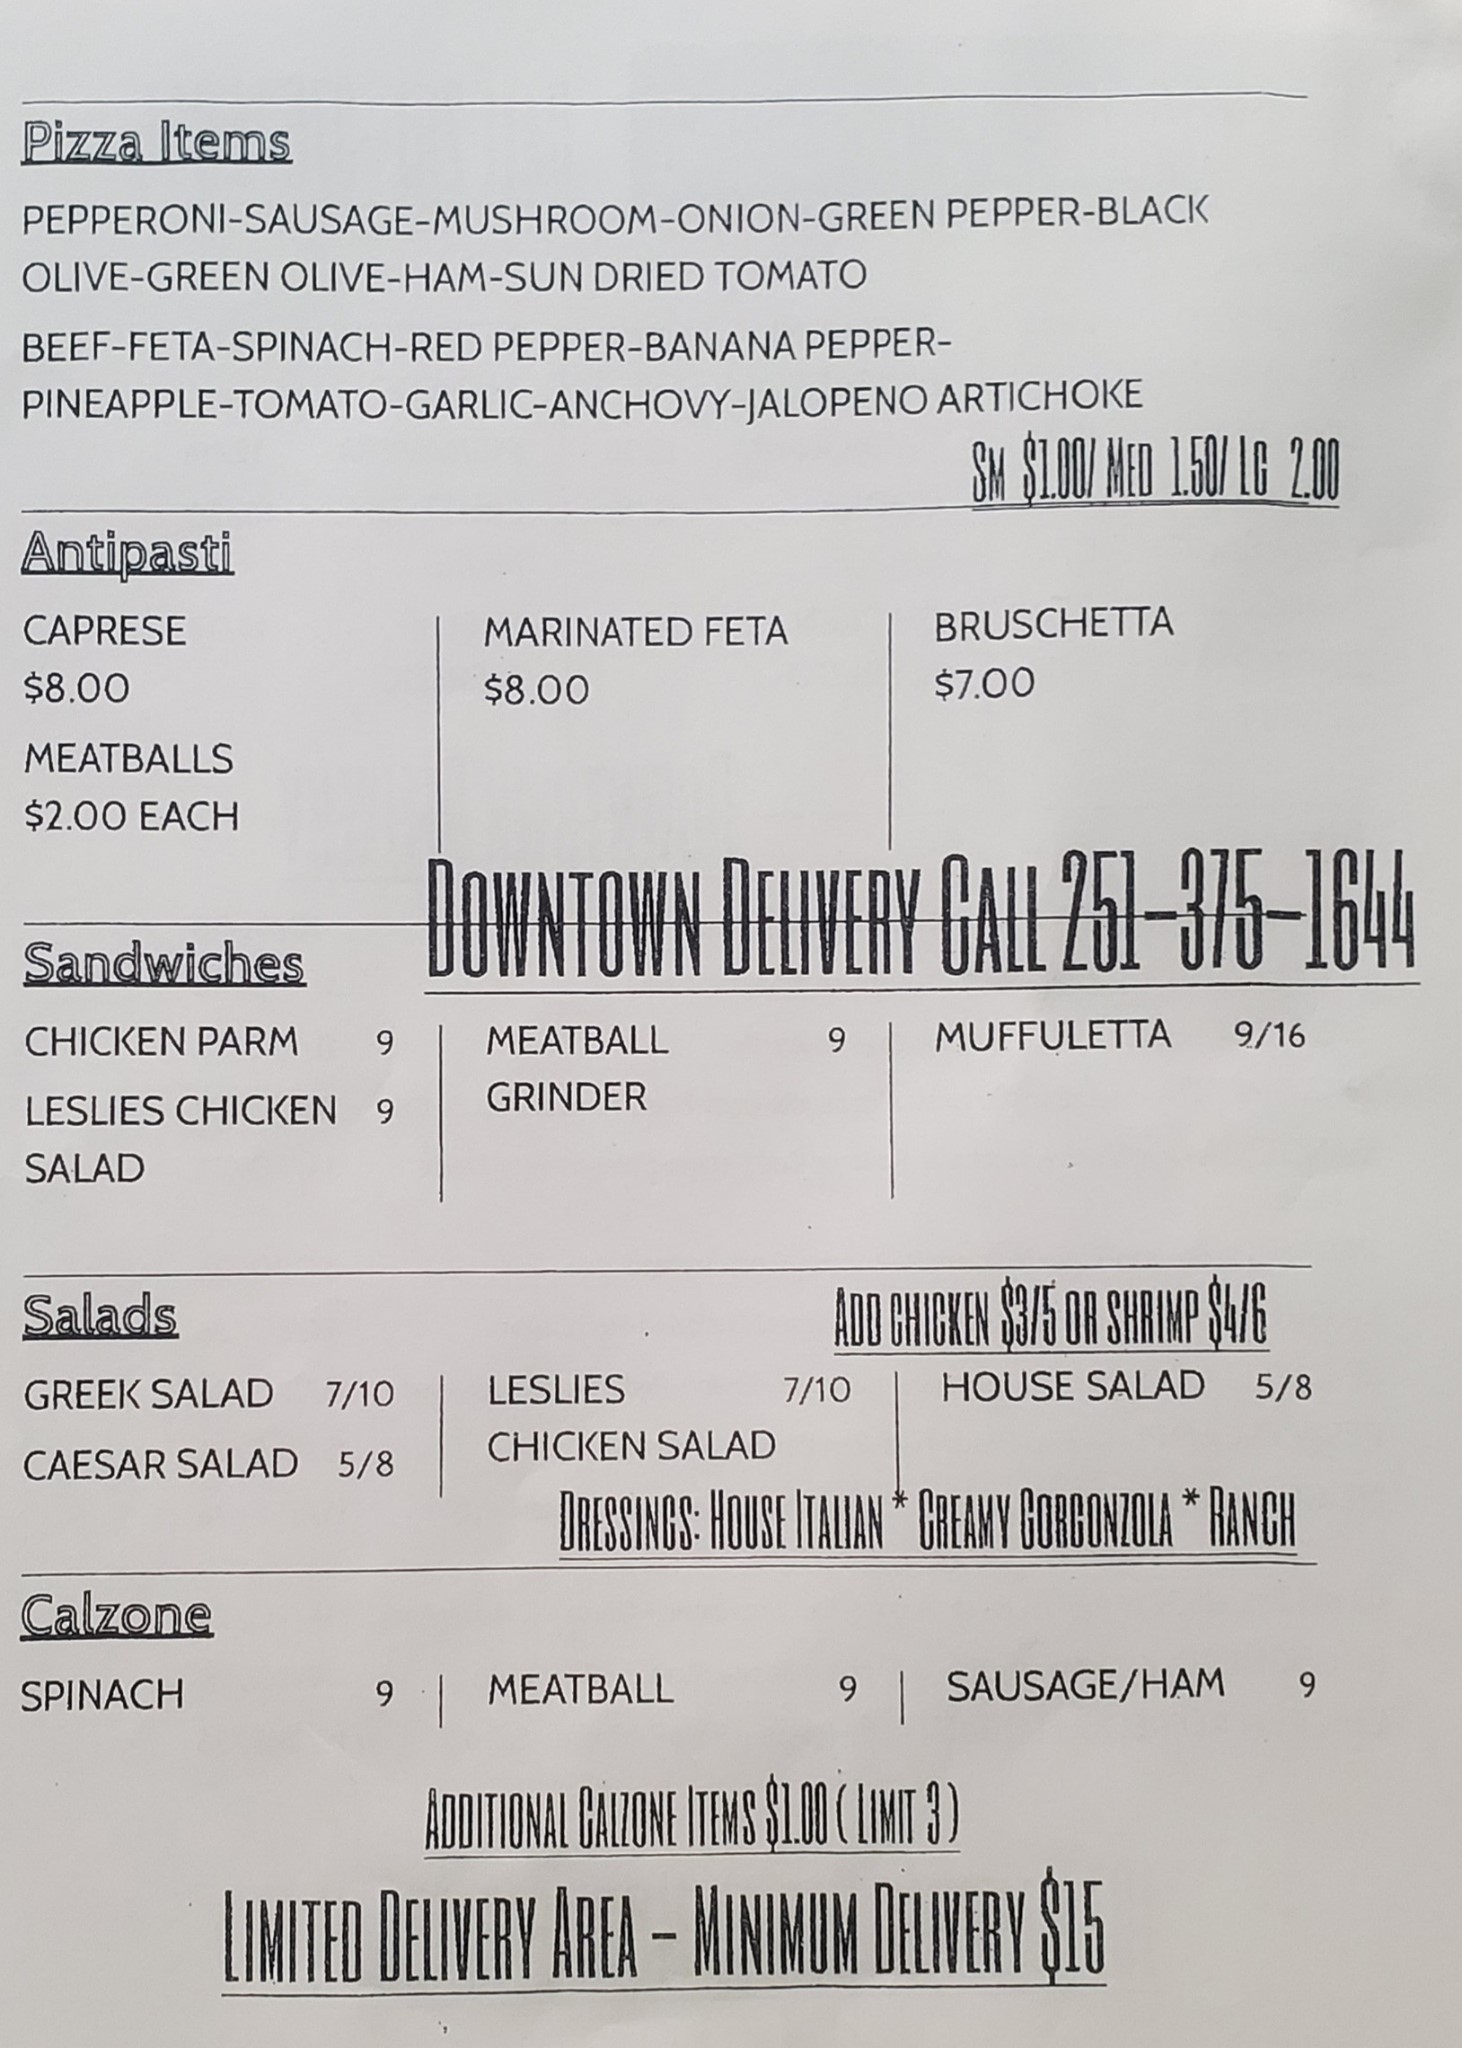 Pizza Items
PEPPERONI-SAUSAGE-MUSHROOM-ONION-GREEN PEPPER-BLACK
OLIVE-GREEN OLIVE-HAM-SUN DRIED TOMATO
BEEF-FETA-SPINACH-RED PEPPER-BANANA PEPPER-
PINEAPPLE-TOMATO-GARLIC-ANCHOVY-JALOPENO ARTICHOKE
SM $1.00/ MED 1.50/ LG 2.00
Antipasti
CAPRESE
$8.00
MEATBALLS
$2.00 EACH
MARINATED FETA
$8.00
BRUSCHETTA
$7.00
DOWNTOWN DELIVERY CALL 251-375-1644
Sandwiches
CHICKEN PARM 9
LESLIES CHICKEN 9
SALAD
MEATBALL 9
GRINDER
MUFFULETTA 9/16
Salads
ADD CHICKEN $3/5 OR SHRIMP $4/6
GREEK SALAD 7/10
CAESAR SALAD 5/8
LESLIES 7/10
CHICKEN SALAD
HOUSE SALAD 5/8
DRESSINGS: HOUSE ITALIAN * CREAMY GORGONZOLA * RANCH
Calzone
SPINACH 9
MEATBALL 9
SAUSAGE/HAM 9
ADDITIONAL CALZONE ITEMS $1.00 ( LIMIT 3 )
LIMITED DELIVERY AREA - MINIMUM DELIVERY $15